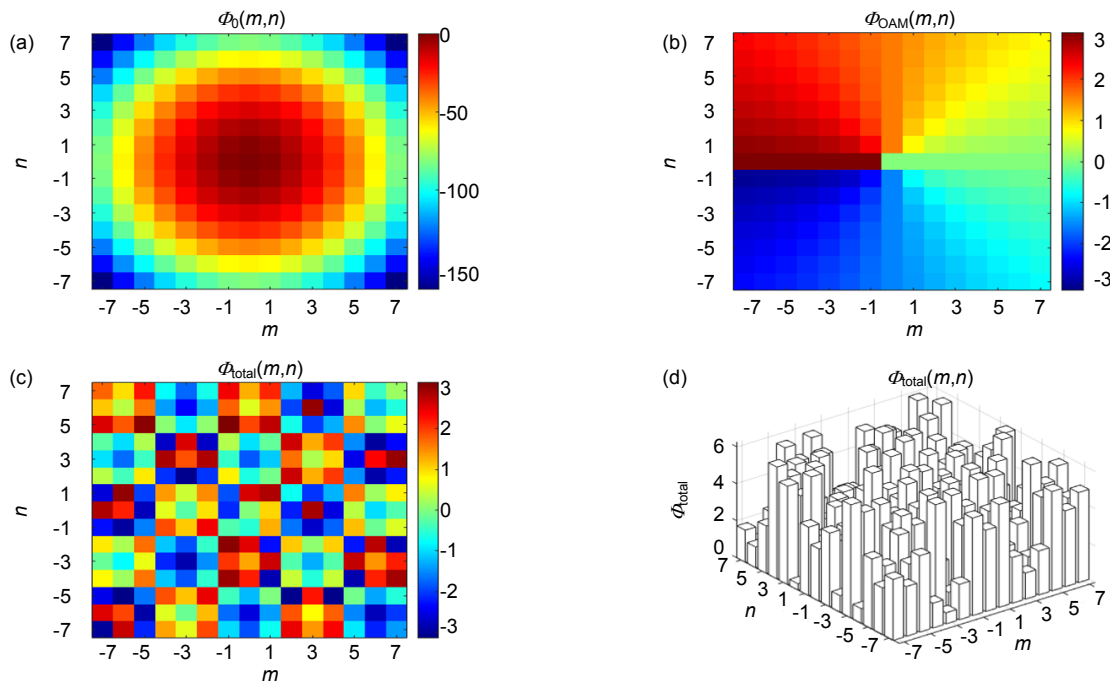 (a)
Φ0(m,n)
7
5
3
1
-1
-3
-5
-7
n
-7 -5 -3 -1 1 3 5 7
m
0
-50
-100
-150
(b)
ΦOAM(m,n)
7
5
3
1
-1
-3
-5
-7
n
-7 -5 -3 -1 1 3 5 7
m
3
2
1
0
-1
-2
-3
(c)
Φtotal(m,n)
7
5
3
1
-1
-3
-5
-7
n
-7 -5 -3 -1 1 3 5 7
m
3
2
1
0
-1
-2
-3
(d)
Φtotal(m,n)
Φtotal
6
4
2
0
7 5 3 1 -1 -3 -5 -7
n
-7 -5 -3 -1 1 3 5 7
m